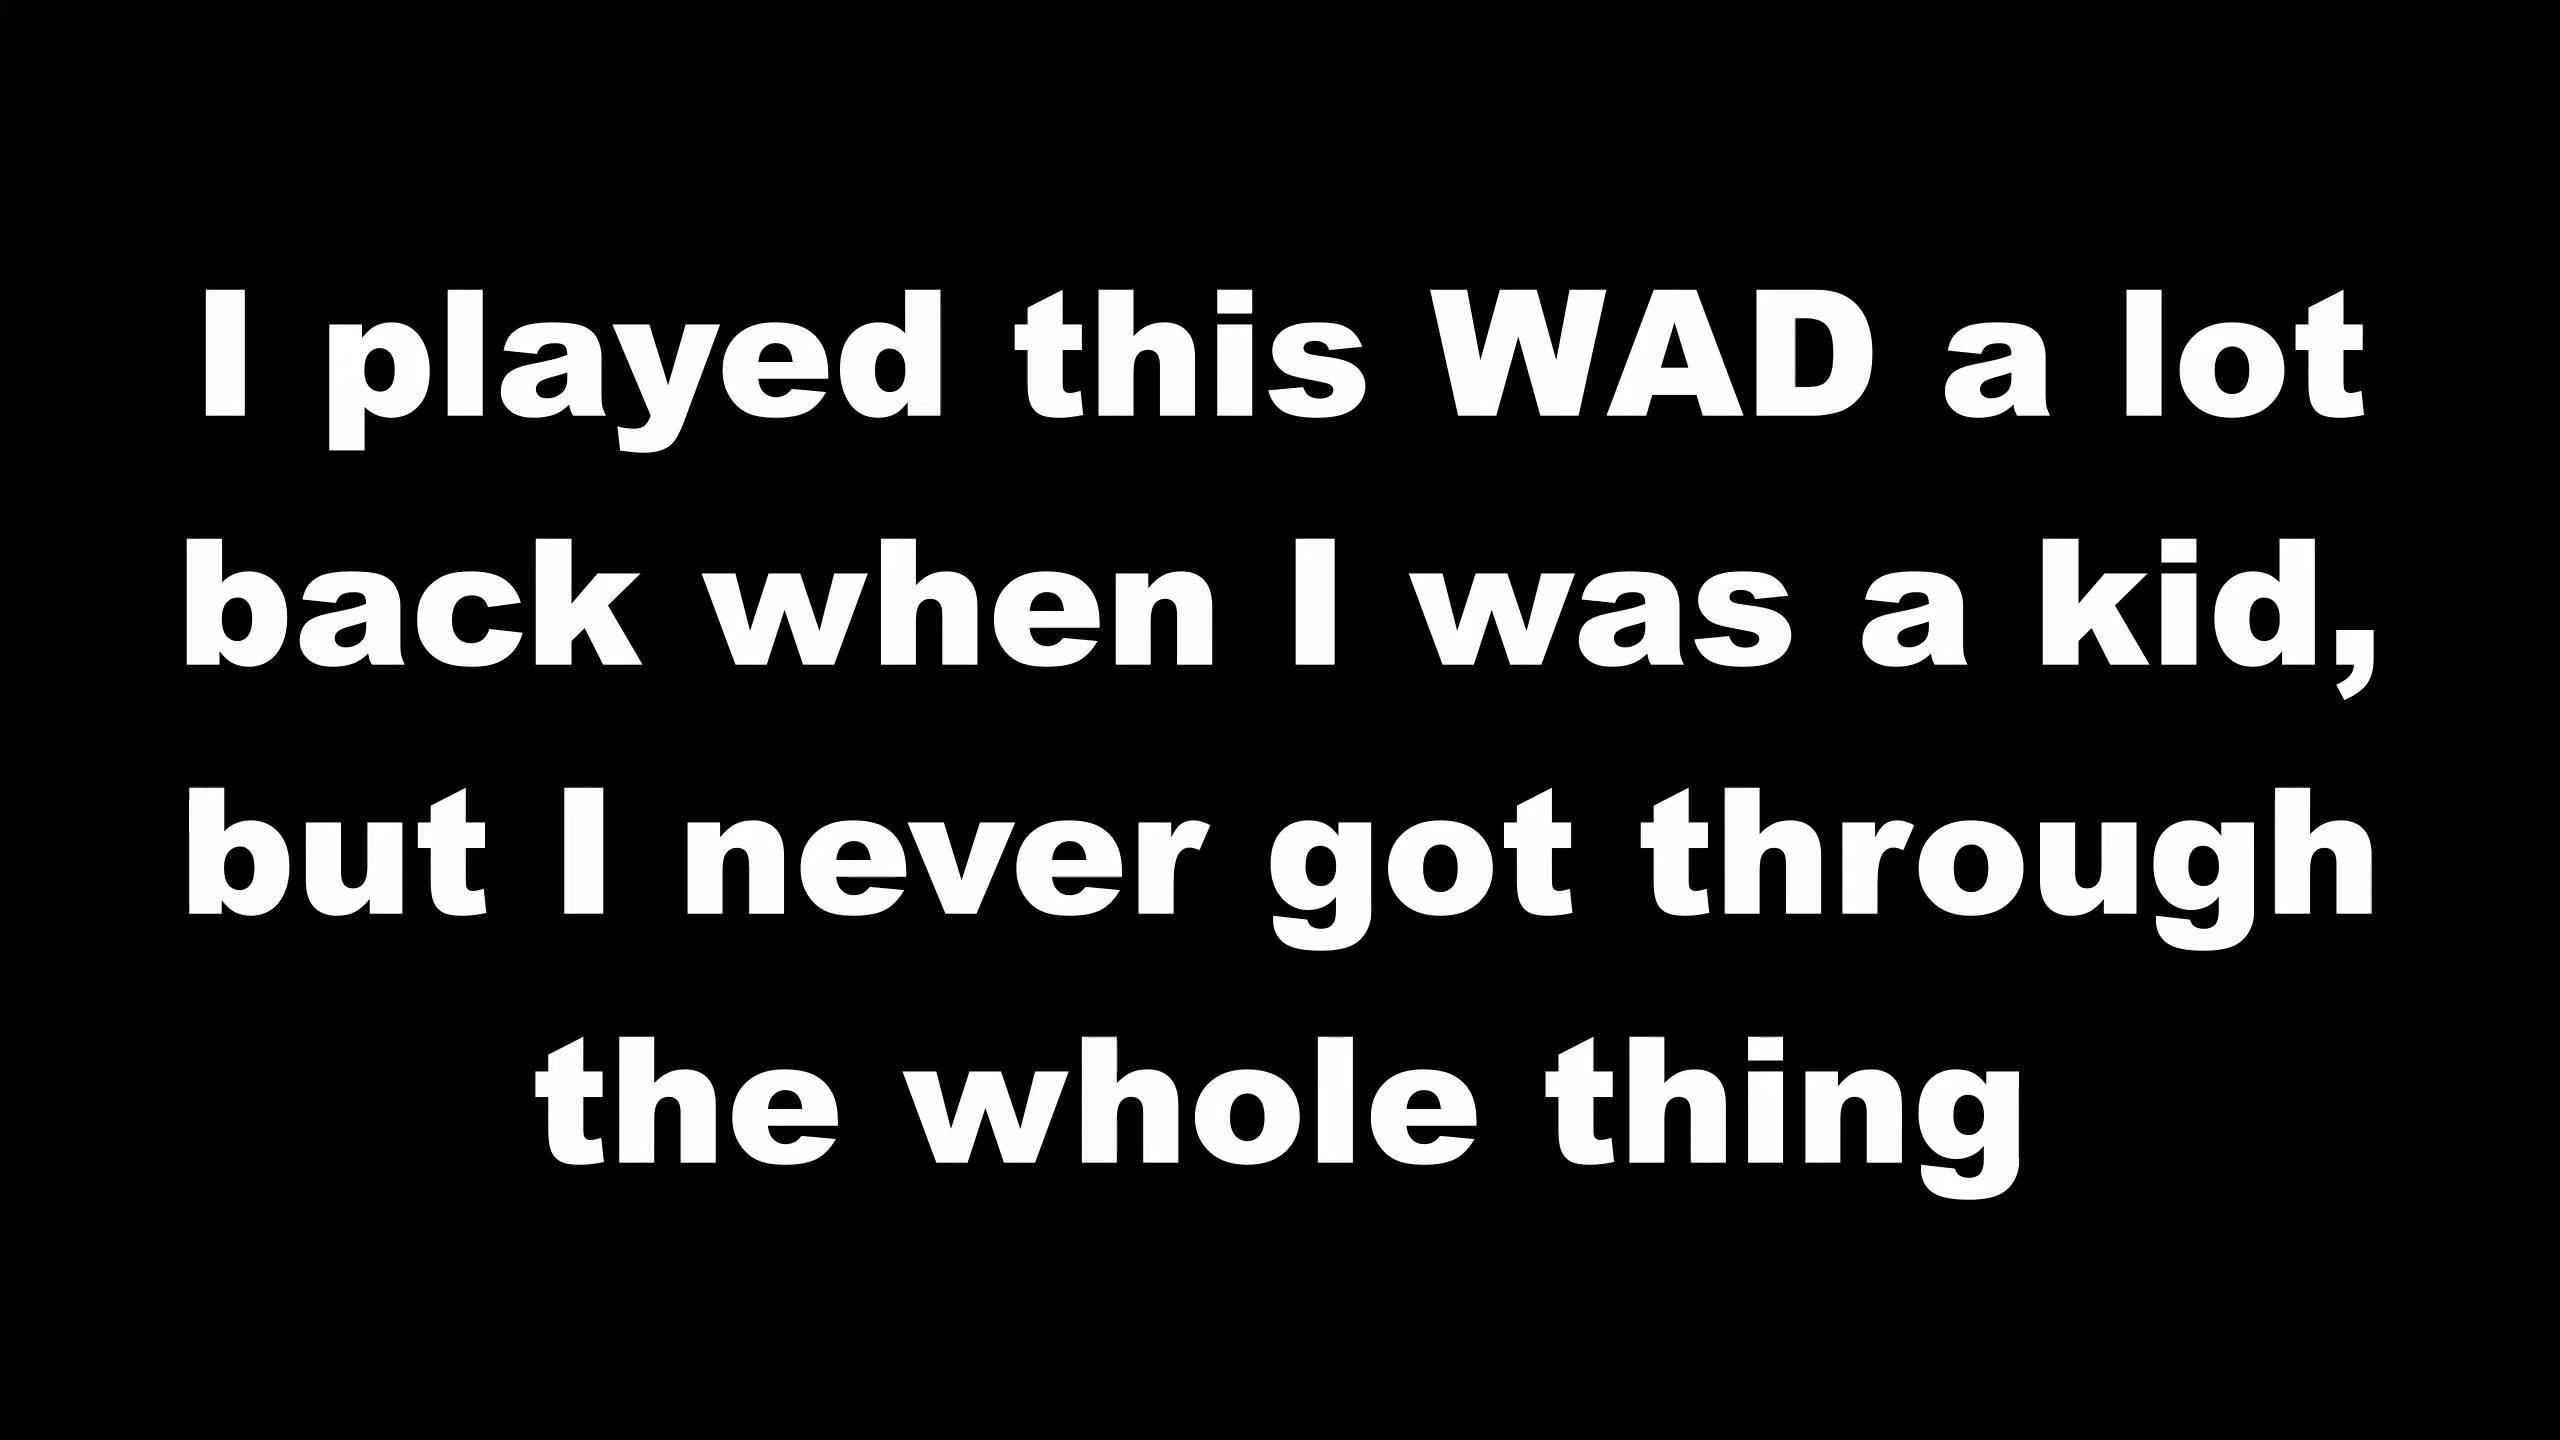 I played this WAD a lot
back when I was a kid,
but I never got through
the whole thing